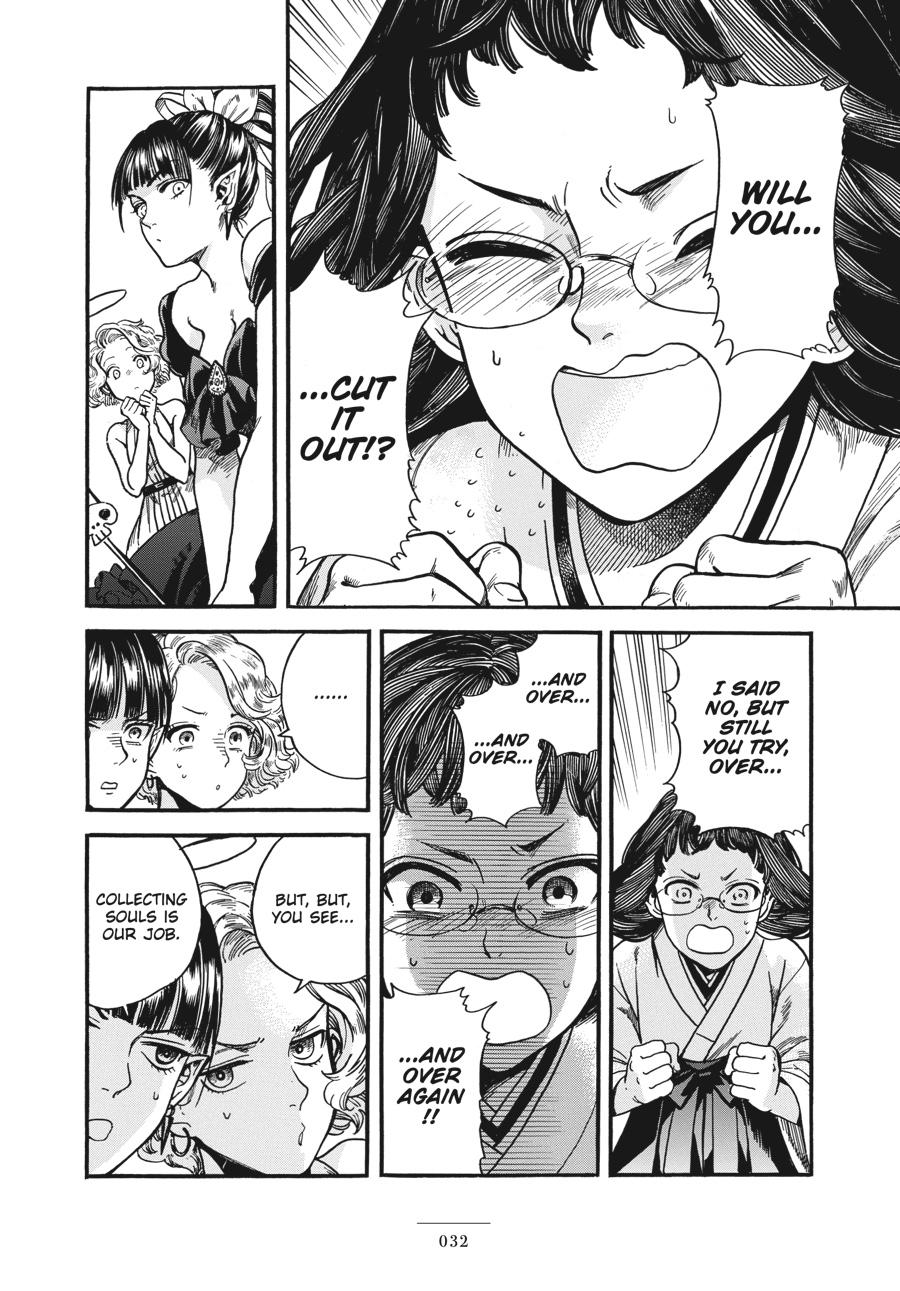 WILL
YOU...
...CUT
IT
OUT!?
I SAID
NO, BUT
STILL
YOU TRY,
OVER...
...AND
OVER...
...AND
OVER...
...AND
OVER
AGAIN
!!
......
BUT, BUT,
YOU SEE...
COLLECTING
SOULS IS
OUR JOB.
032